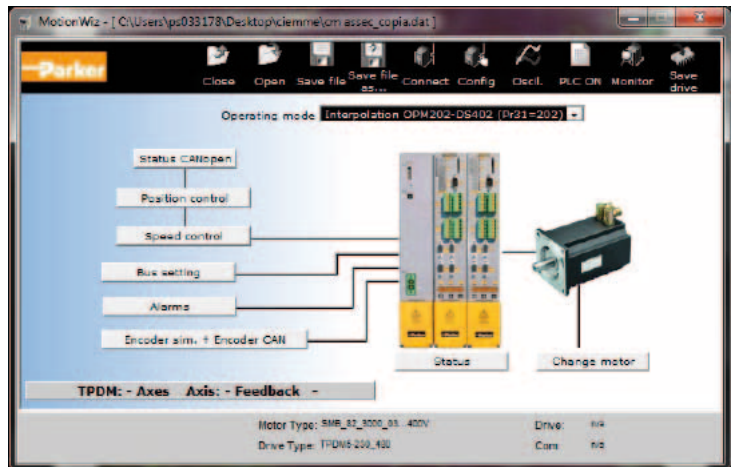 MotionWiz - [ C:\Users\ps033178\Desktop\ciemme\cm assec_copia.dat ]
Parker
Close Open Save file Save file as... Connect Config Oscil. PLC ON Monitor Save drive
Operating mode Interpolation OPM202-DS402 (Pr31=202)
Status CANopen
Position control
Speed control
Bus setting
Alarms
Encoder sim. + Encoder CAN
Status
Change motor
TPDM: - Axes Axis: - Feedback -
Motor Type: SMB_82_3000_03...400V Drive: n/a
Drive Type: Com n/a